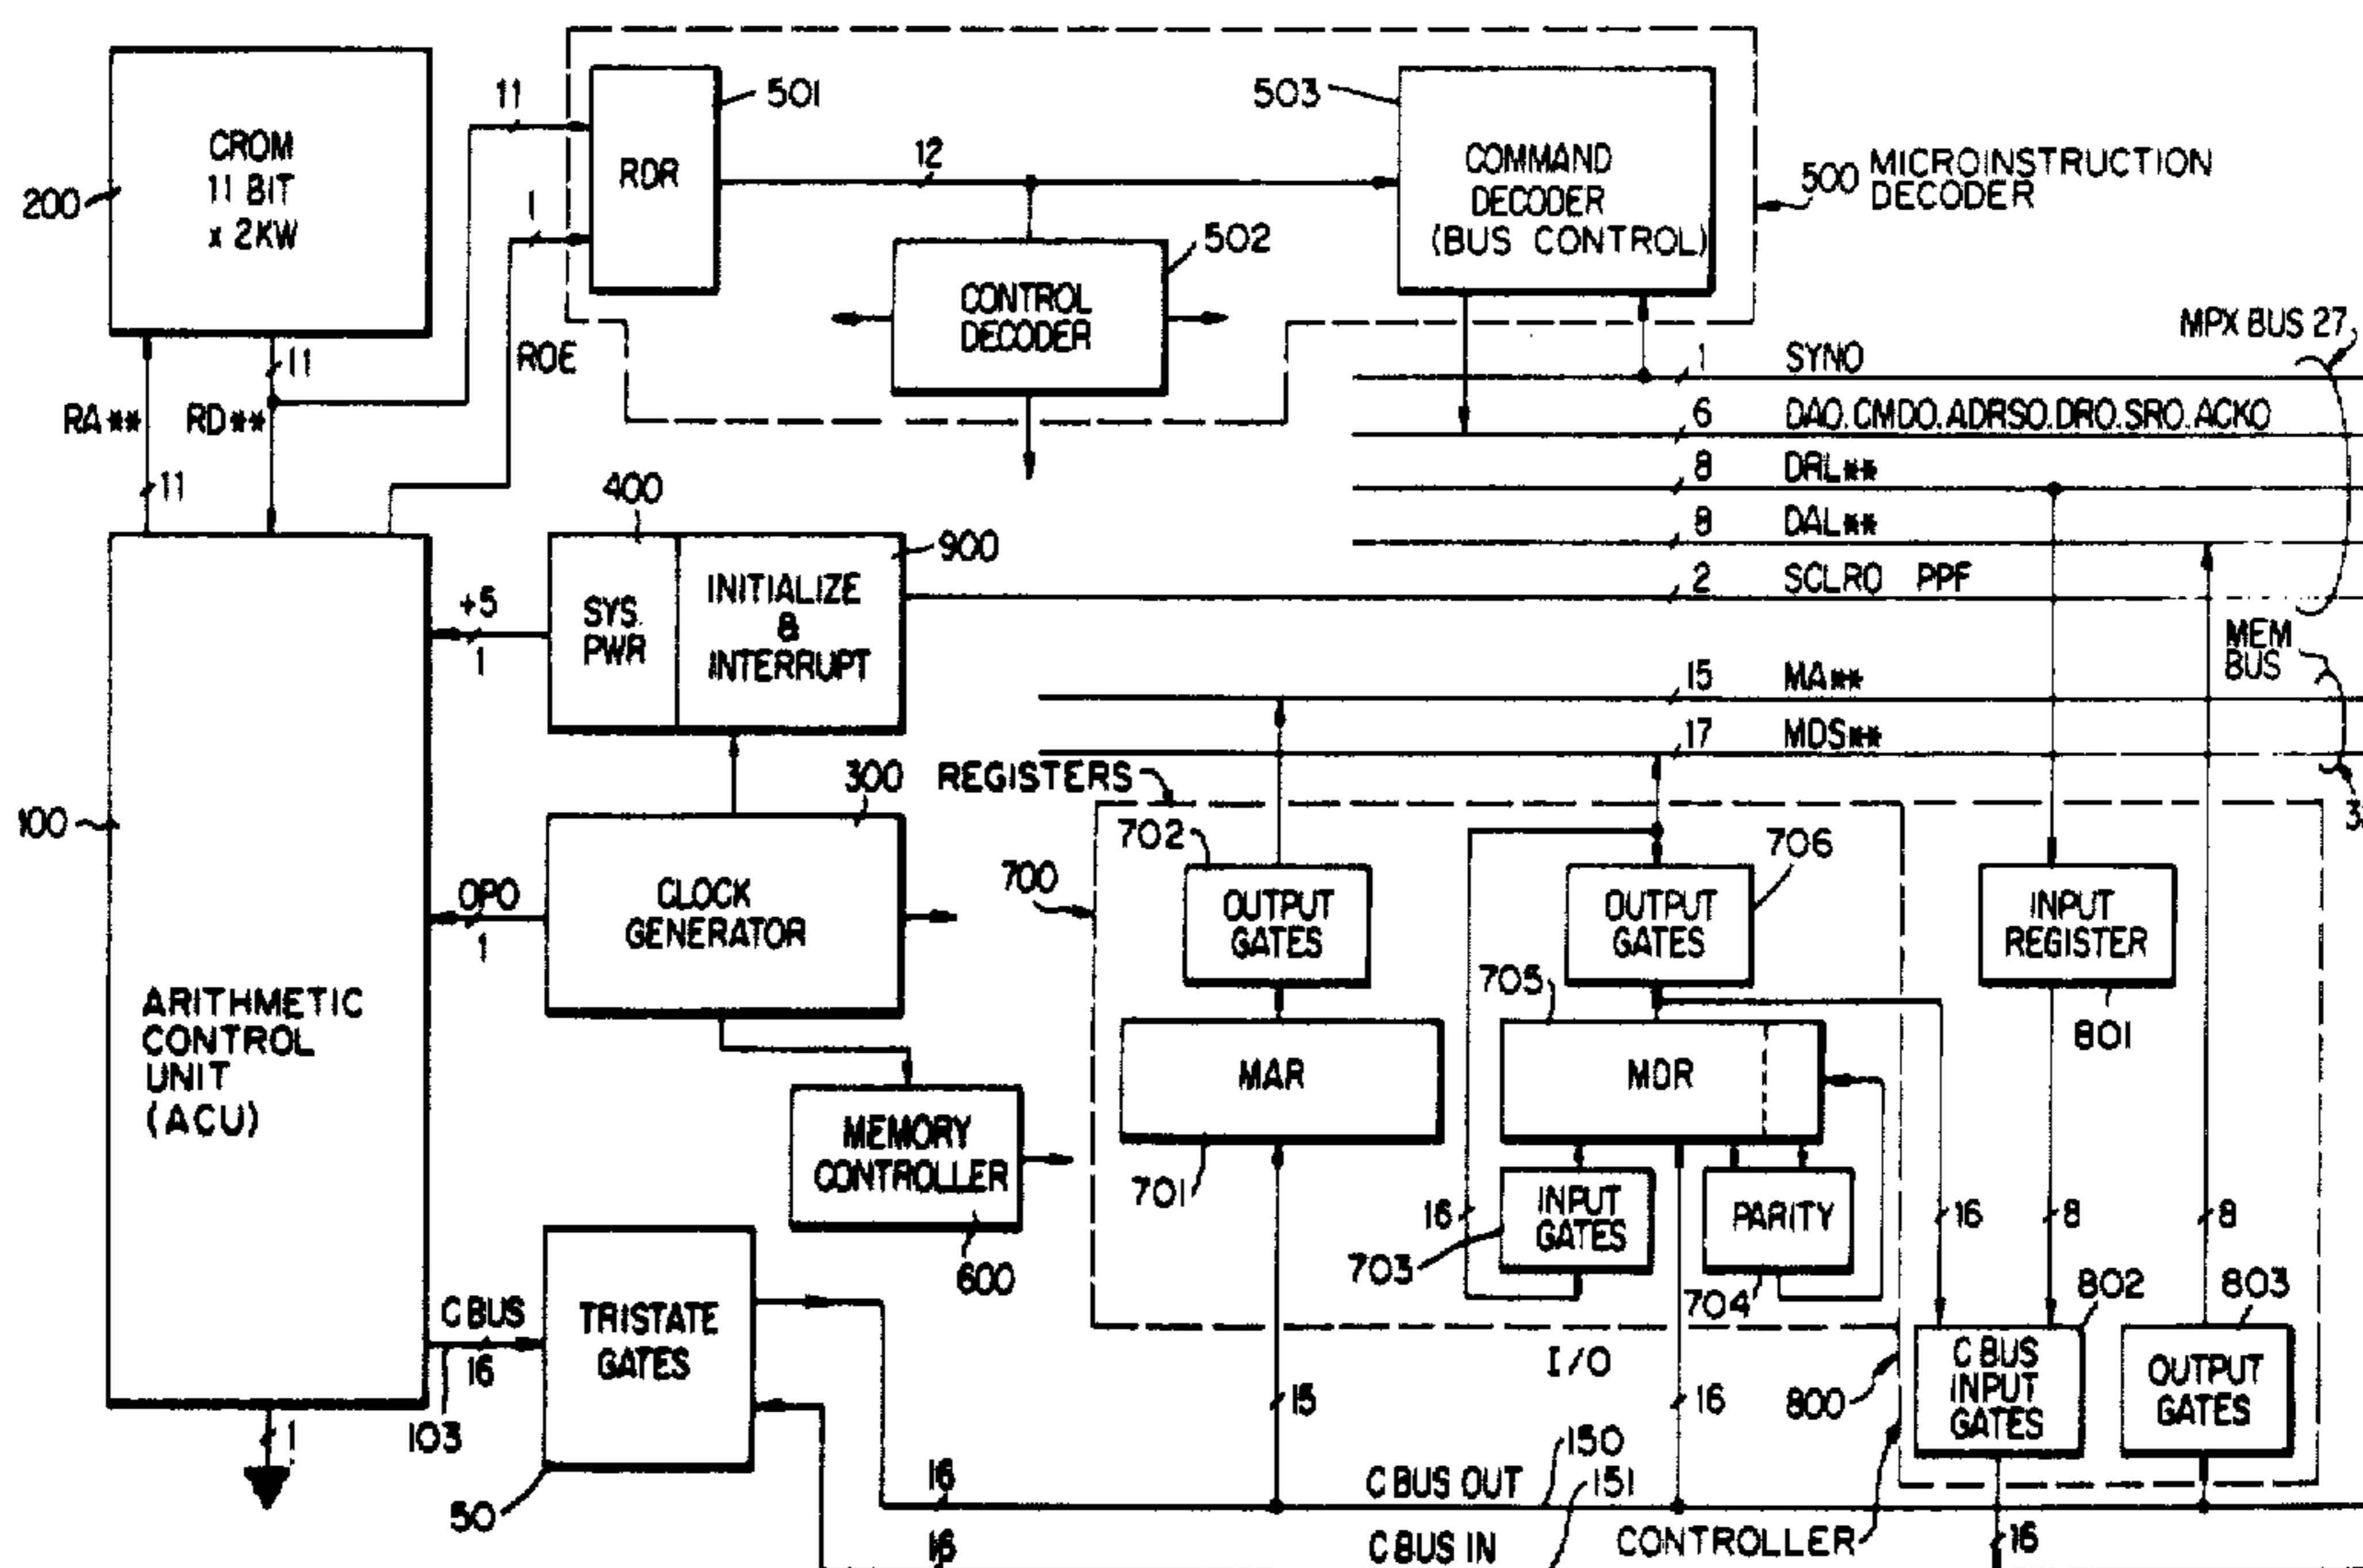 CROM
11 BIT
x 2KW
200
11
1
RDR
501
12
503
COMMAND
DECODER
(BUS CONTROL)
500 MICROINSTRUCTION
DECODER
502
CONTROL
DECODER
ROE
11
RA**
RD**
11
MPX BUS 27
1 SYNO
6 DAO.CMDO.ADRSO.DRO.SRO.ACKO
8 DRL**
8 DAL**
2 SCLRO PPF
400
900
SYS.
PWR
INITIALIZE
&
INTERRUPT
+5
1
MEM
BUS
15 MA**
17 MDS**
100
ARITHMETIC
CONTROL
UNIT
(ACU)
300
REGISTERS
CLOCK
GENERATOR
OPO
1
700
702
OUTPUT
GATES
706
OUTPUT
GATES
INPUT
REGISTER
801
705
MAR
701
MDR
MEMORY
CONTROLLER
600
16
INPUT
GATES
703
PARITY
704
16
8
8
802
803
C BUS
16
103
TRISTATE
GATES
50
I/O
800
C BUS
INPUT
GATES
OUTPUT
GATES
15
16
1
16
C BUS OUT
150
151
16
C BUS IN
CONTROLLER
16